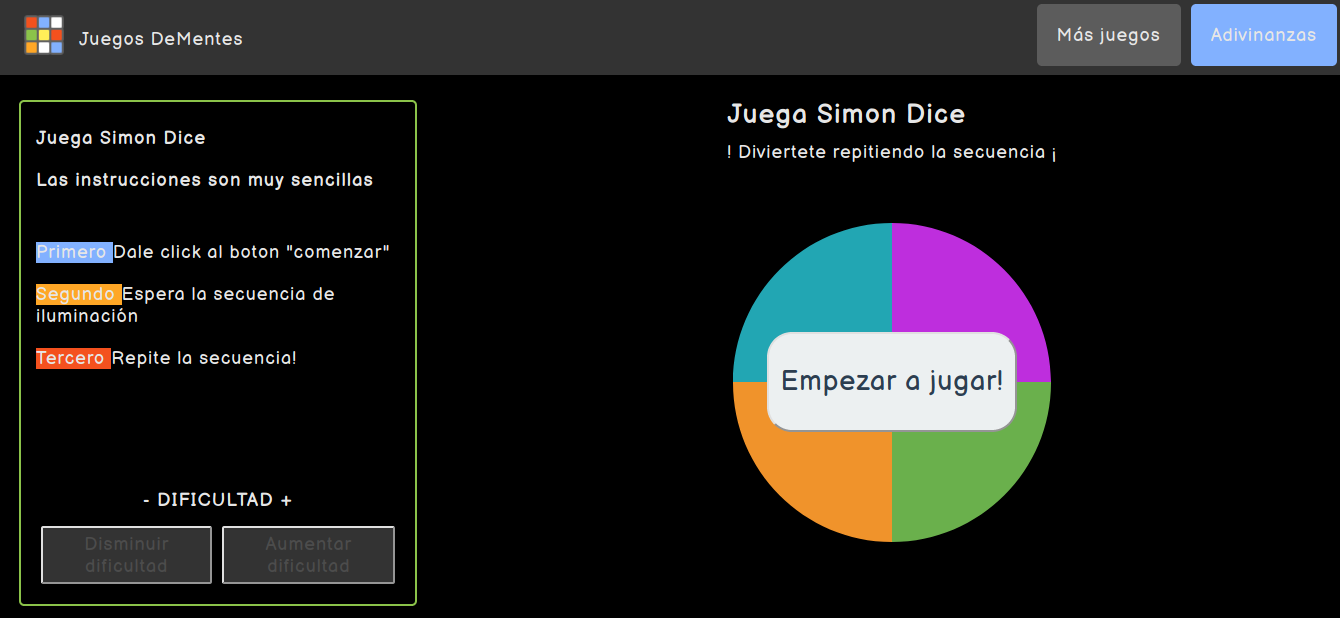 Juegos DeMentes
Más juegos
Adivinanzas
Juega Simon Dice
Las instrucciones son muy sencillas
Primero Dale click al boton "comenzar"
Segundo Espera la secuencia de
iluminación
Tercero Repite la secuencia!
- DIFICULTAD +
Disminuir
dificultad
Aumentar
dificultad
Juega Simon Dice
! Diviertete repitiendo la secuencia ¡
Empezar a jugar!